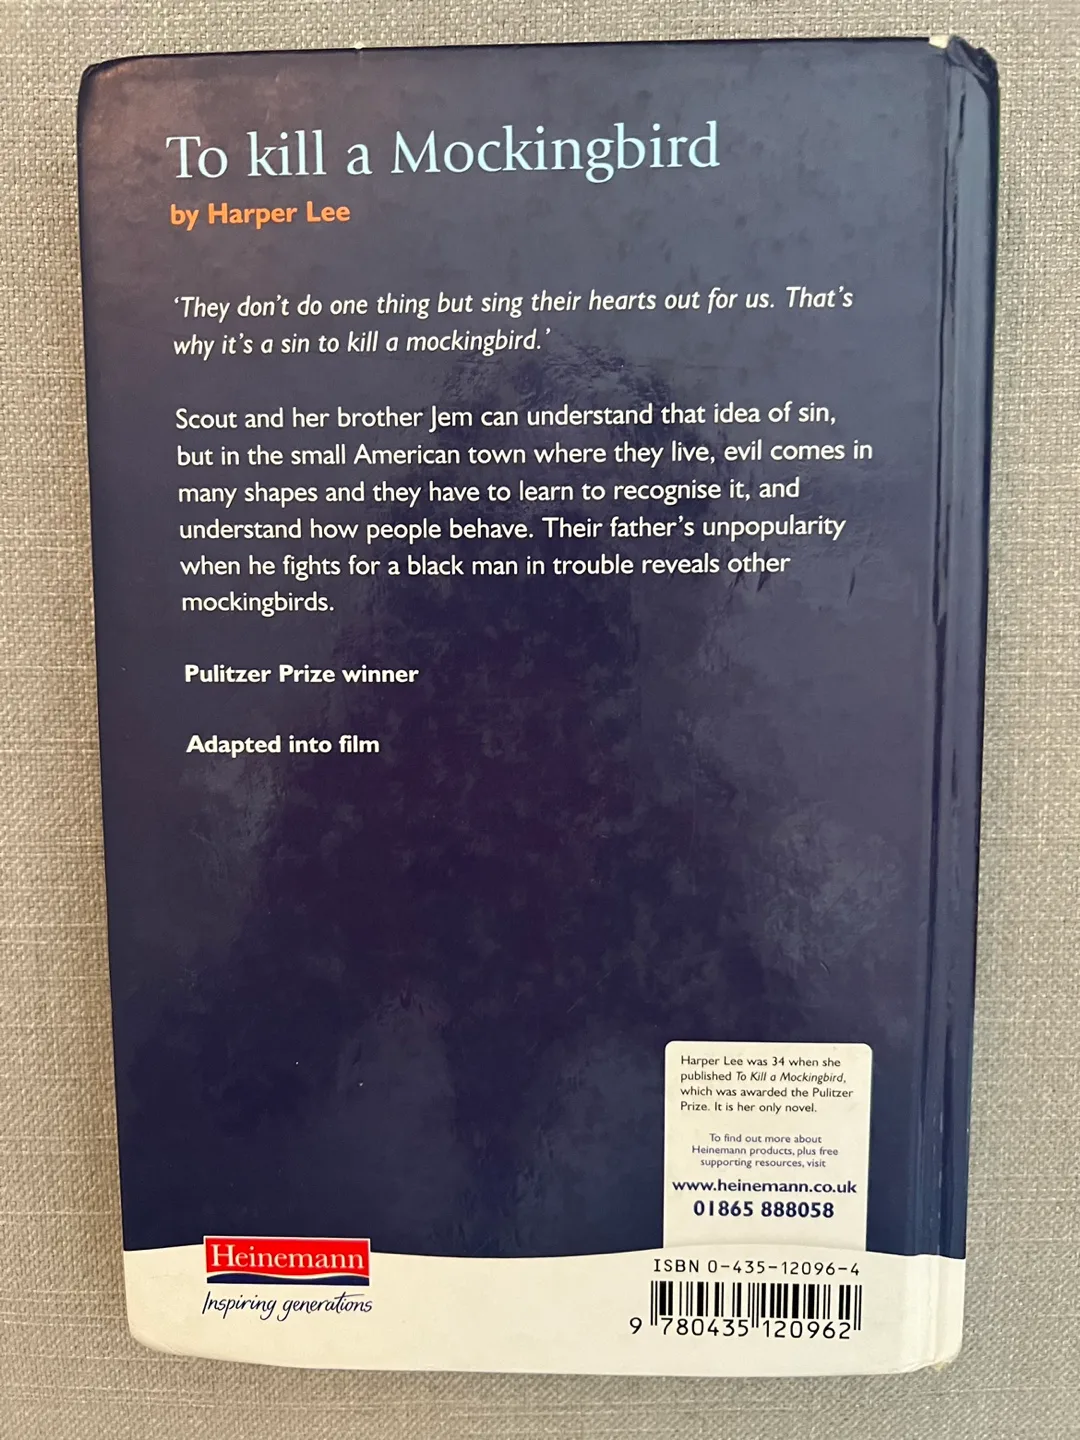 To kill a Mockingbird
by Harper Lee
‘They don’t do one thing but sing their hearts out for us. That’s
why it’s a sin to kill a mockingbird.’
Scout and her brother Jem can understand that idea of sin,
but in the small American town where they live, evil comes in
many shapes and they have to learn to recognise it, and
understand how people behave. Their father’s unpopularity
when he fights for a black man in trouble reveals other
mockingbirds.
Pulitzer Prize winner
Adapted into film
Harper Lee was 34 when she
published To Kill a Mockingbird,
which was awarded the Pulitzer
Prize. It is her only novel.
To find out more about
Heinemann products, plus free
supporting resources, visit
www.heinemann.co.uk
01865 888058
Heinemann
Inspiring generations
ISBN 0-435-12096-4
9 780435 120962